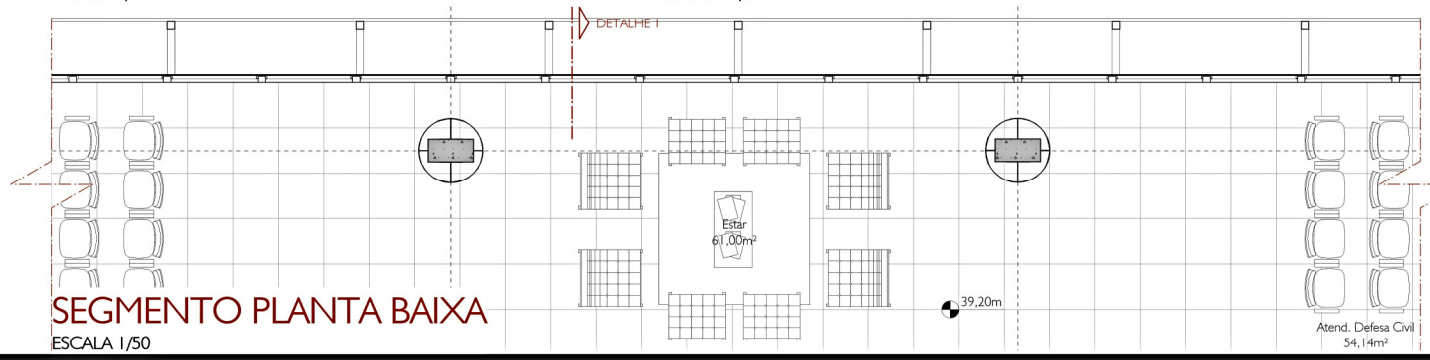 DETALHE 1
Estar
61,00m²
39,20m
SEGMENTO PLANTA BAIXA
ESCALA 1/50
Atend. Defesa Civil
54,14m²